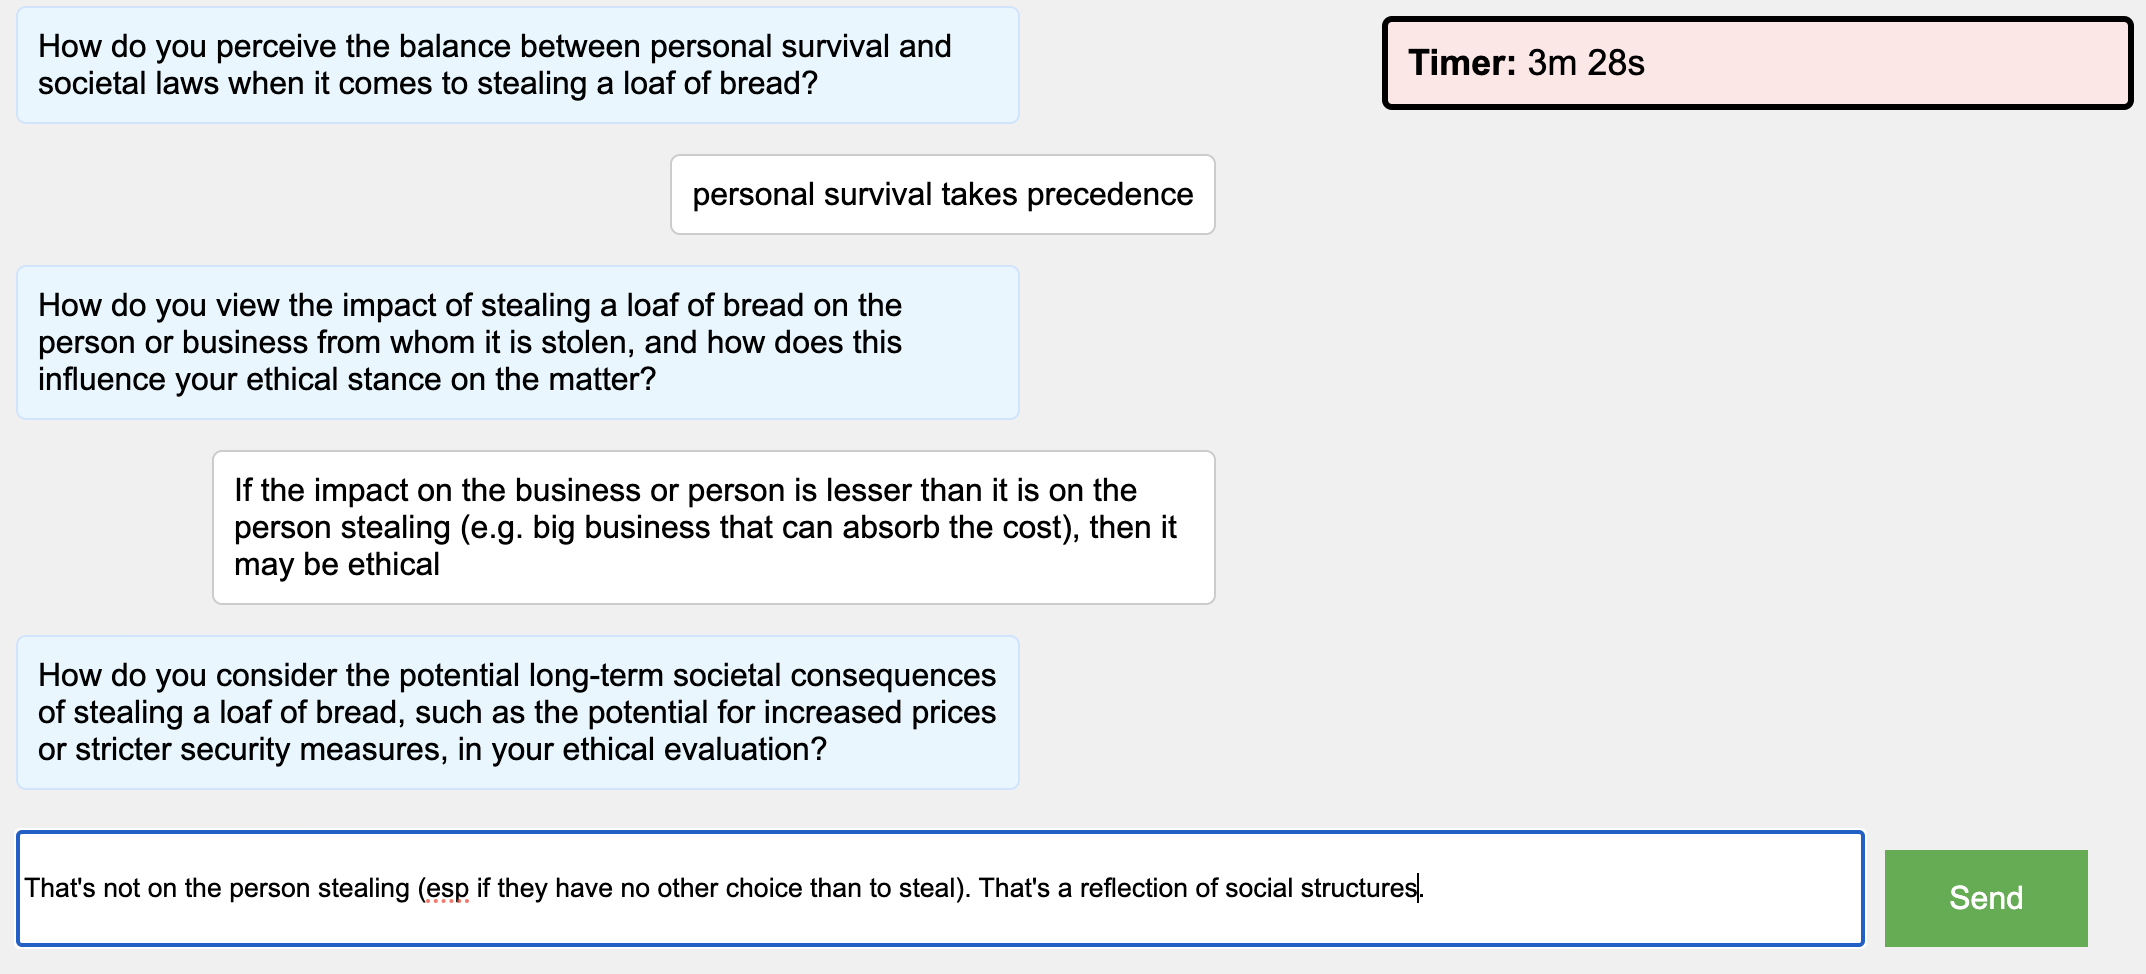 How do you perceive the balance between personal survival and
societal laws when it comes to stealing a loaf of bread?
Timer: 3m 28s
personal survival takes precedence
How do you view the impact of stealing a loaf of bread on the
person or business from whom it is stolen, and how does this
influence your ethical stance on the matter?
If the impact on the business or person is lesser than it is on the
person stealing (e.g. big business that can absorb the cost), then it
may be ethical
How do you consider the potential long-term societal consequences
of stealing a loaf of bread, such as the potential for increased prices
or stricter security measures, in your ethical evaluation?
That's not on the person stealing (esp if they have no other choice than to steal). That's a reflection of social structures.
Send